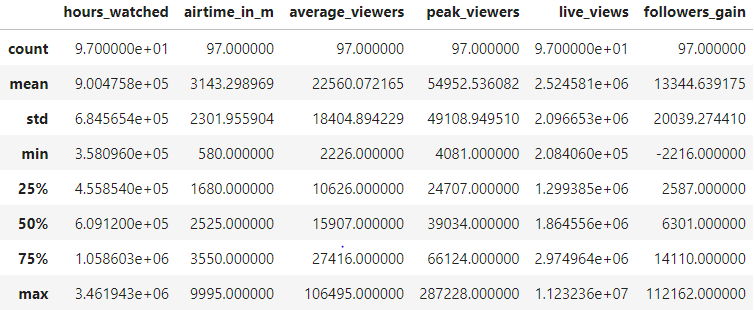 hours_watched airtime_in_m average_viewers peak_viewers live_views followers_gain
count 9.700000e+01 97.000000 97.000000 97.000000 9.700000e+01 97.000000
mean 9.004758e+05 3143.298969 22560.072165 54952.536082 2.524581e+06 13344.639175
std 6.845654e+05 2301.955904 18404.894229 49108.949510 2.096653e+06 20039.274410
min 3.580960e+05 580.000000 2226.000000 4081.000000 2.084060e+05 -2216.000000
25% 4.558540e+05 1680.000000 10626.000000 24707.000000 1.299385e+06 2587.000000
50% 6.091200e+05 2525.000000 15907.000000 39034.000000 1.864556e+06 6301.000000
75% 1.058603e+06 3550.000000 27416.000000 66124.000000 2.974964e+06 14110.000000
max 3.461943e+06 9995.000000 106495.000000 287228.000000 1.123236e+07 112162.000000